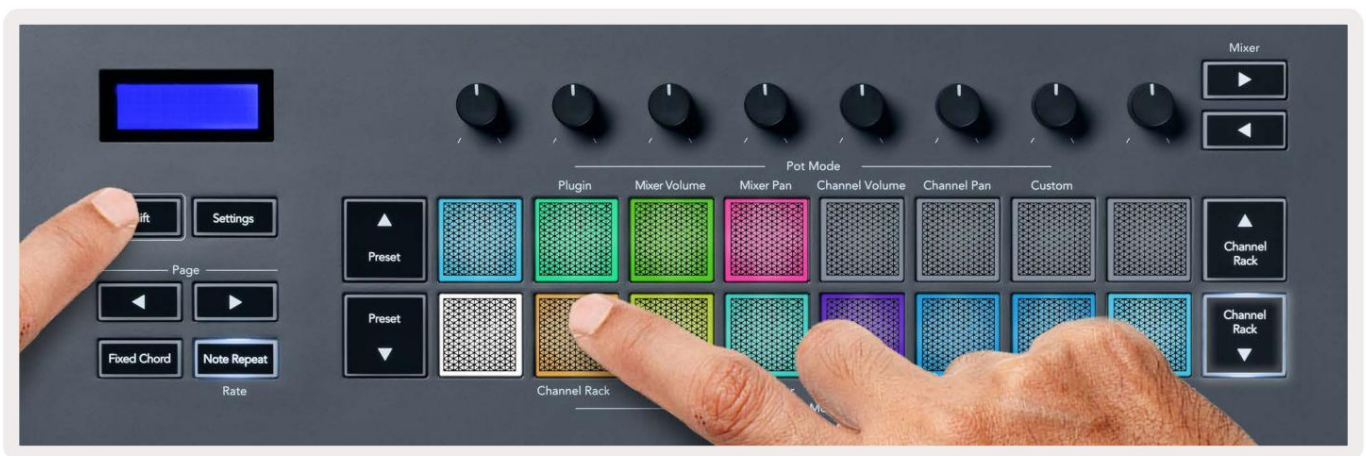 Mixer
Pot Mode
Plugin Mixer Volume Mixer Pan Channel Volume Channel Pan Custom
Settings
Preset
Channel
Rack
Page
Preset
Channel
Rack
Fixed Chord Note Repeat
Rate
Channel Rack